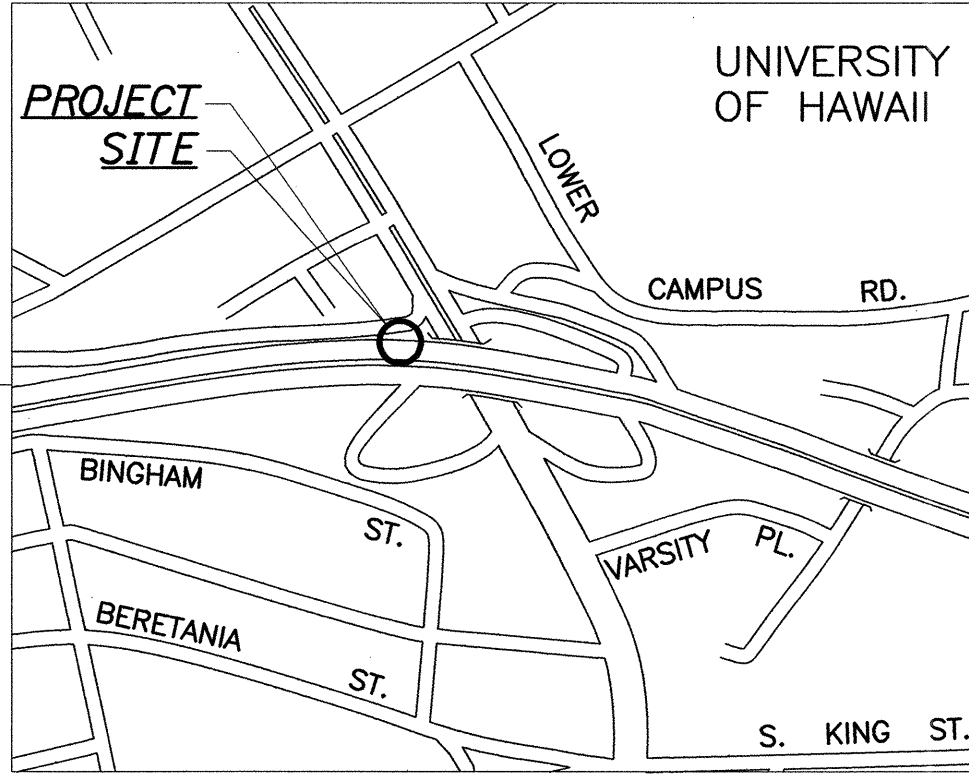 UNIVERSITY
OF HAWAII
PROJECT
SITE
LOWER
CAMPUS RD.
BINGHAM
ST.
VARSITY PL.
BERETANIA
ST.
S. KING ST.